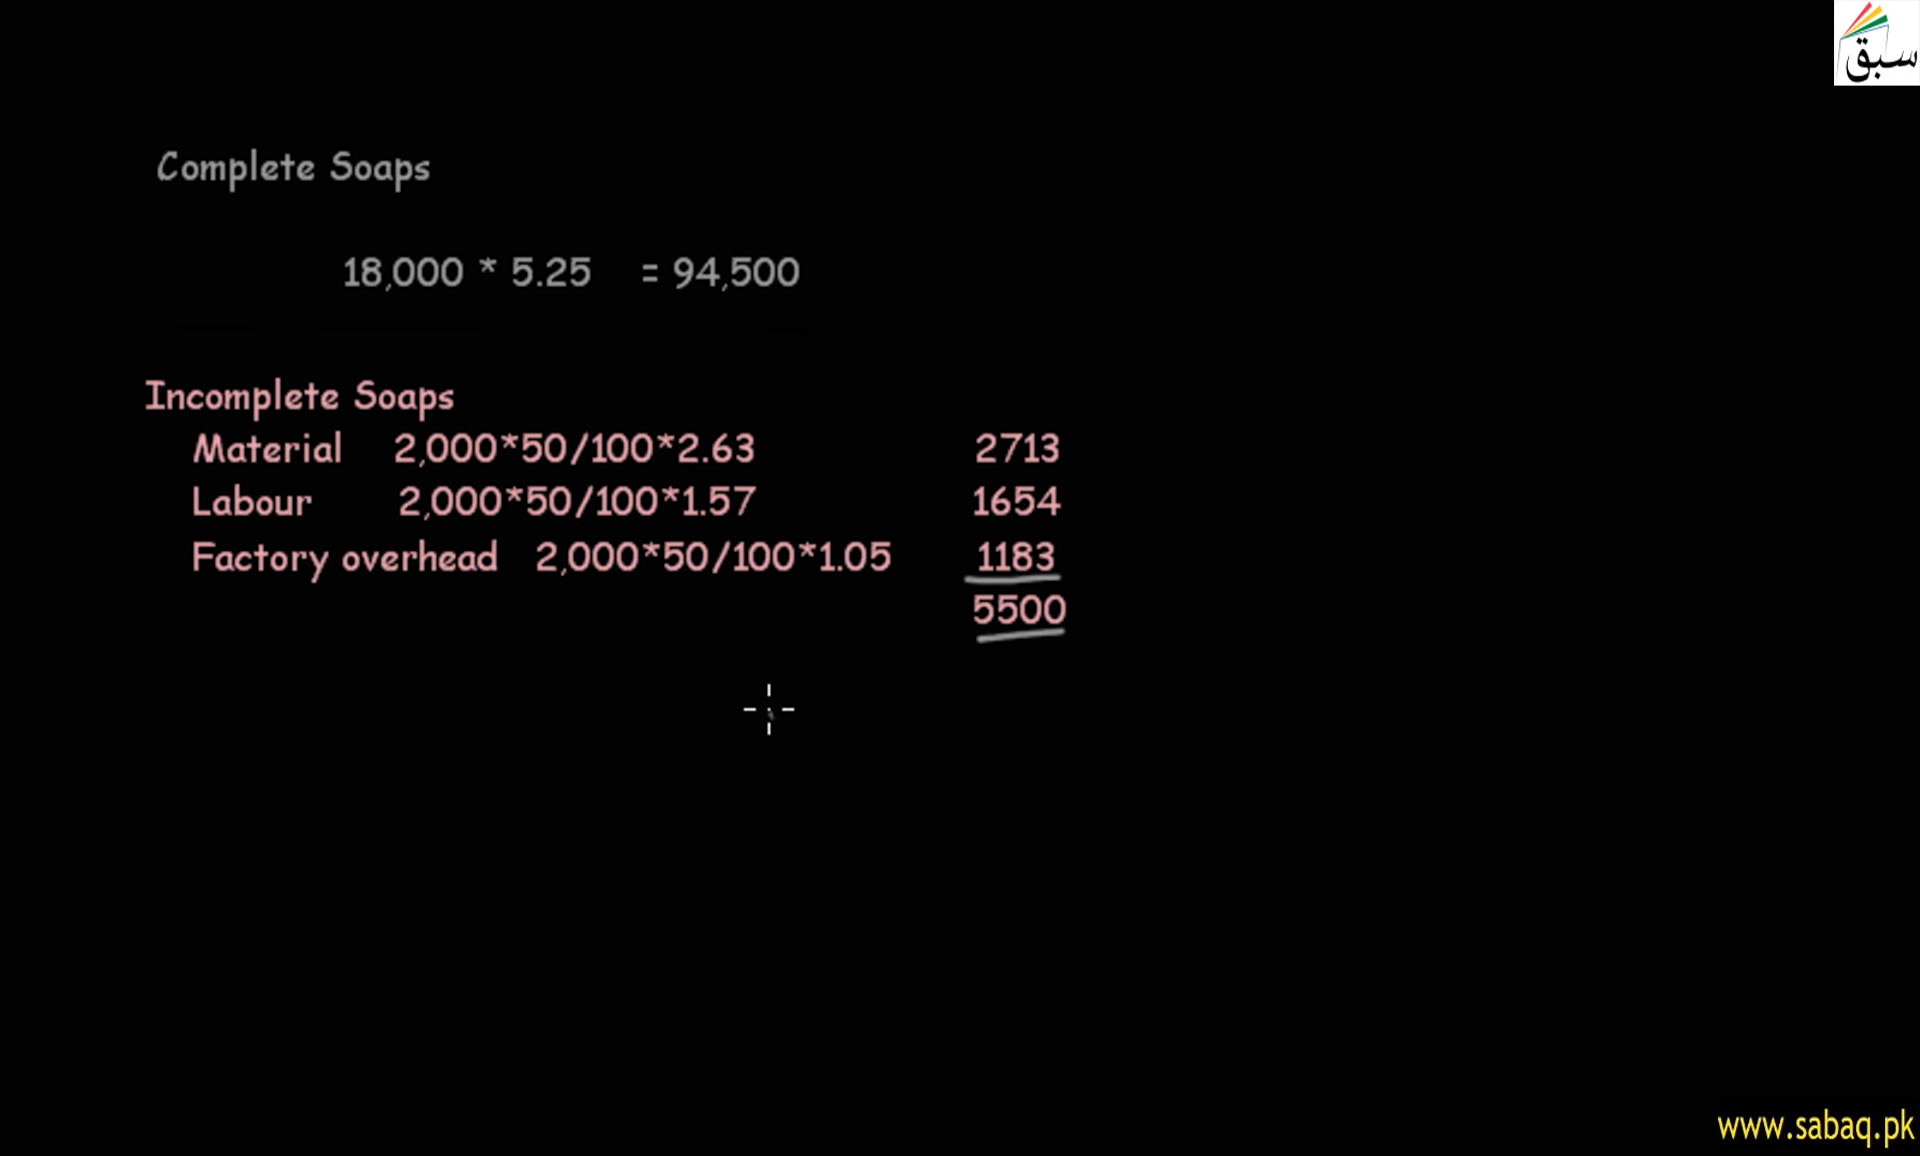 سبق
Complete Soaps
18,000 * 5.25 = 94,500
Incomplete Soaps
Material 2,000*50/100*2.63 2713
Labour 2,000*50/100*1.57 1654
Factory overhead 2,000*50/100*1.05 1183
5500
www.sabaq.pk